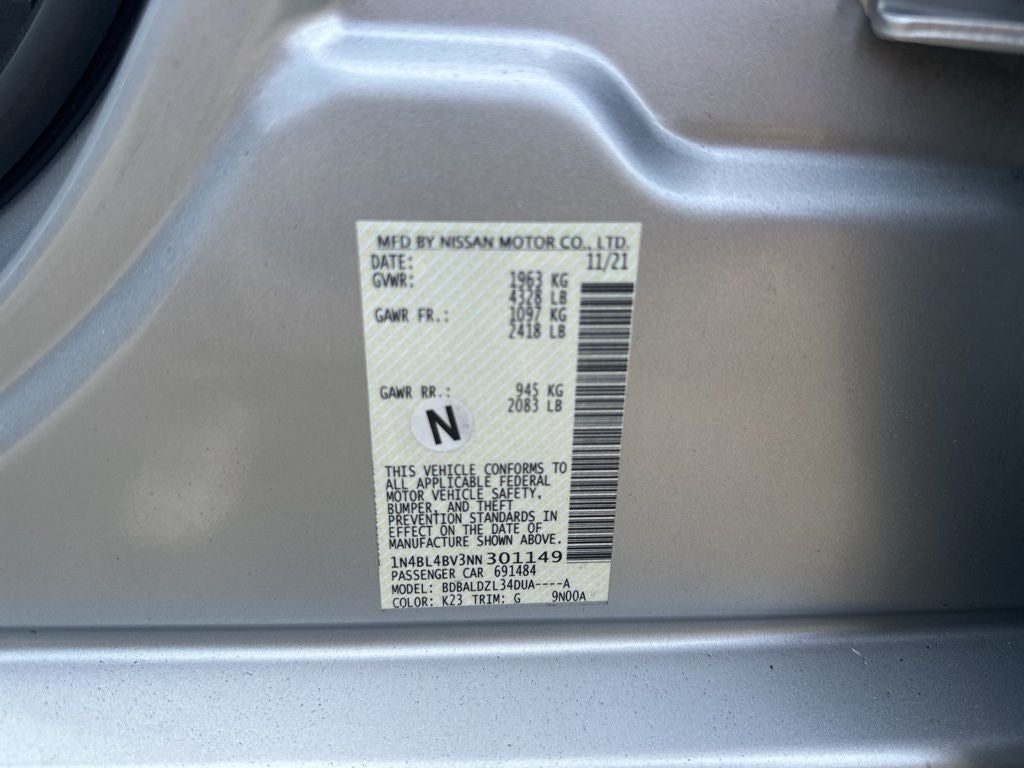 MFD BY NISSAN MOTOR CO., LTD.
DATE: 11/21
GVWR: 1963 KG
4328 LB
GAWR FR.: 1097 KG
2418 LB
GAWR RR.: 945 KG
2083 LB
N
THIS VEHICLE CONFORMS TO
ALL APPLICABLE FEDERAL
MOTOR VEHICLE SAFETY,
BUMPER, AND THEFT
PREVENTION STANDARDS IN
EFFECT ON THE DATE OF
MANUFACTURE SHOWN ABOVE.
1N4BL4BV3NN301149
PASSENGER CAR 691484
MODEL: BDBALDZL34DUA----A
COLOR: K23 TRIM: G 9N00A